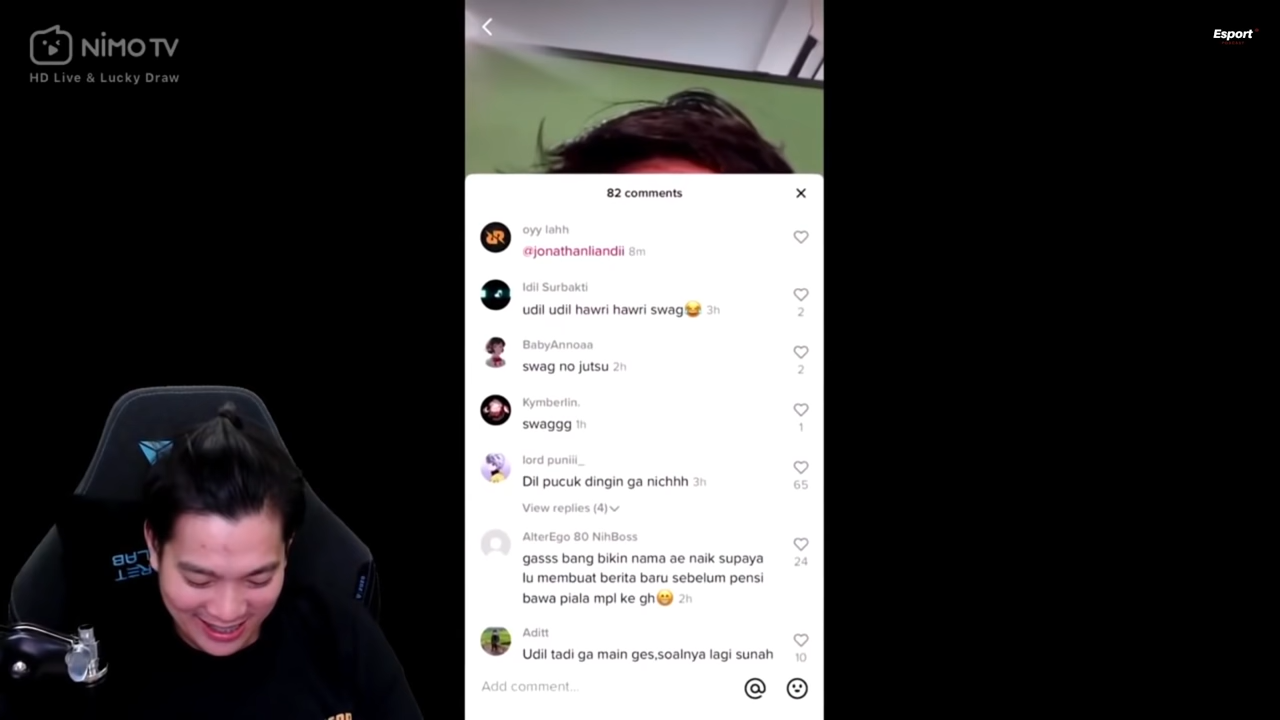 NIMO TV
HD Live & Lucky Draw
Esport
82 comments
oyy lahh
@jonathanliandii 8m
Idil Surbakti
udil udil hawri hawri swag😂 3h
2
BabyAnnoaa
swag no jutsu 2h
2
Kymberlin.
swaggg 1h
1
lord puniii_
Dil pucuk dingin ga nichhh 3h
65
View replies (4)
AlterEgo 80 NihBoss
gasss bang bikin nama ae naik supaya
lu membuat berita baru sebelum pensi
bawa piala mpl ke gh😁 2h
24
Aditt
Udil tadi ga main ges,soalnya lagi sunah
10
Add comment...